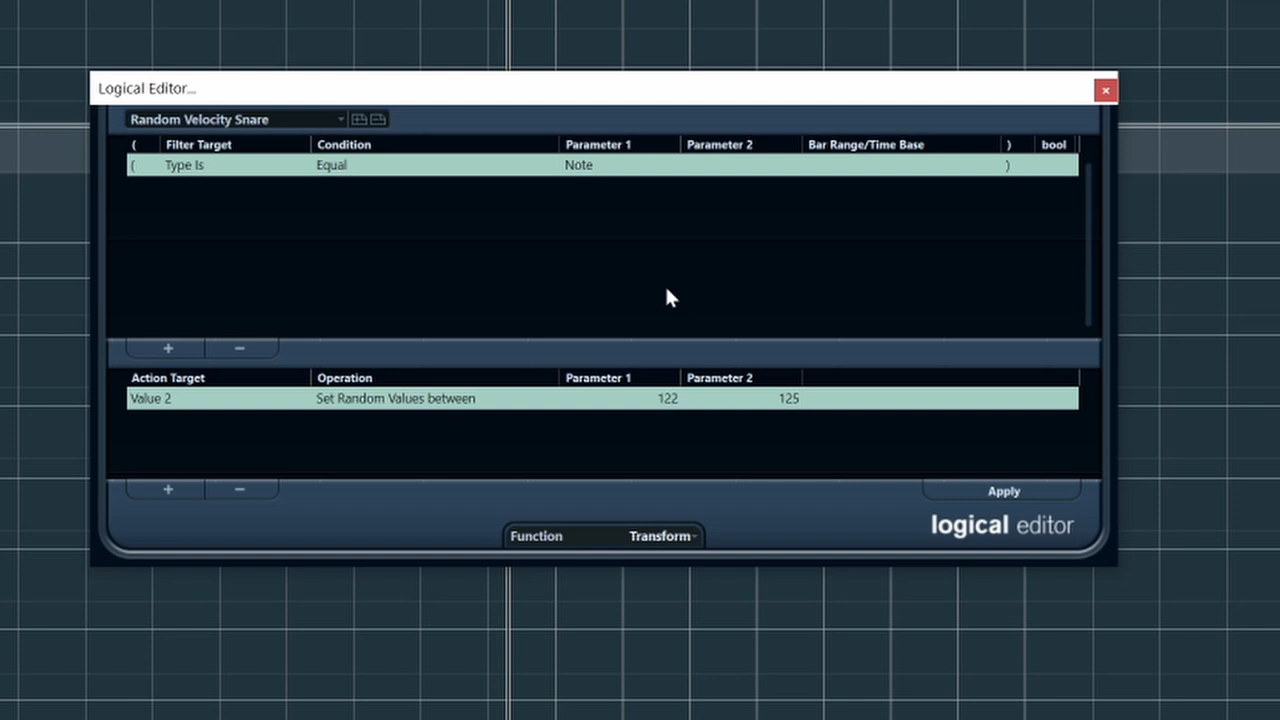 Logical Editor...
Random Velocity Snare
( Filter Target Condition Parameter 1 Parameter 2 Bar Range/Time Base ) bool
( Type Is Equal Note )
+ −
Action Target Operation Parameter 1 Parameter 2
Value 2 Set Random Values between 122 125
+ −
Apply
logical editor
Function Transform